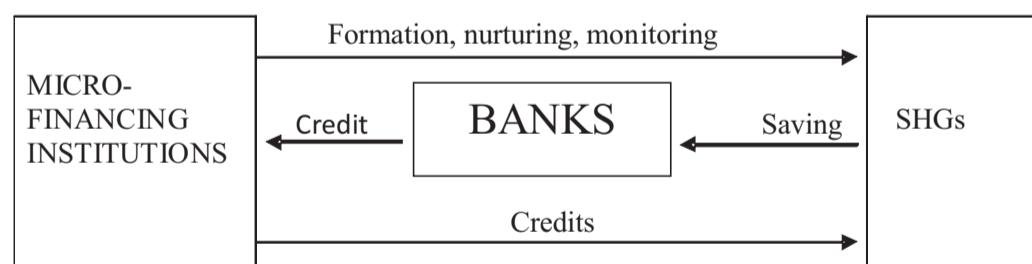 Formation, nurturing, monitoring
MICRO-
FINANCING
INSTITUTIONS
Credit
BANKS
Saving
SHGs
Credits